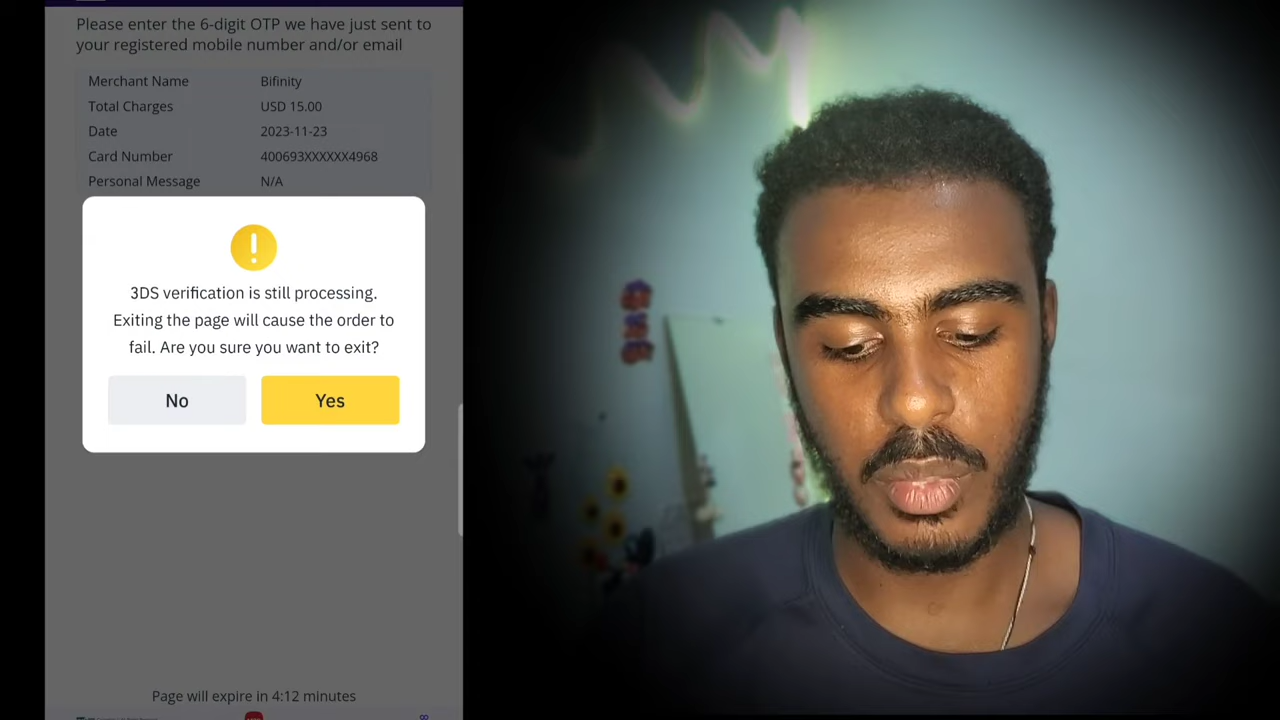 Please enter the 6-digit OTP we have just sent to
your registered mobile number and/or email
Merchant Name Bifinity
Total Charges USD 15.00
Date 2023-11-23
Card Number 400693XXXXXX4968
Personal Message N/A
3DS verification is still processing.
Exiting the page will cause the order to
fail. Are you sure you want to exit?
No Yes
Page will expire in 4:12 minutes